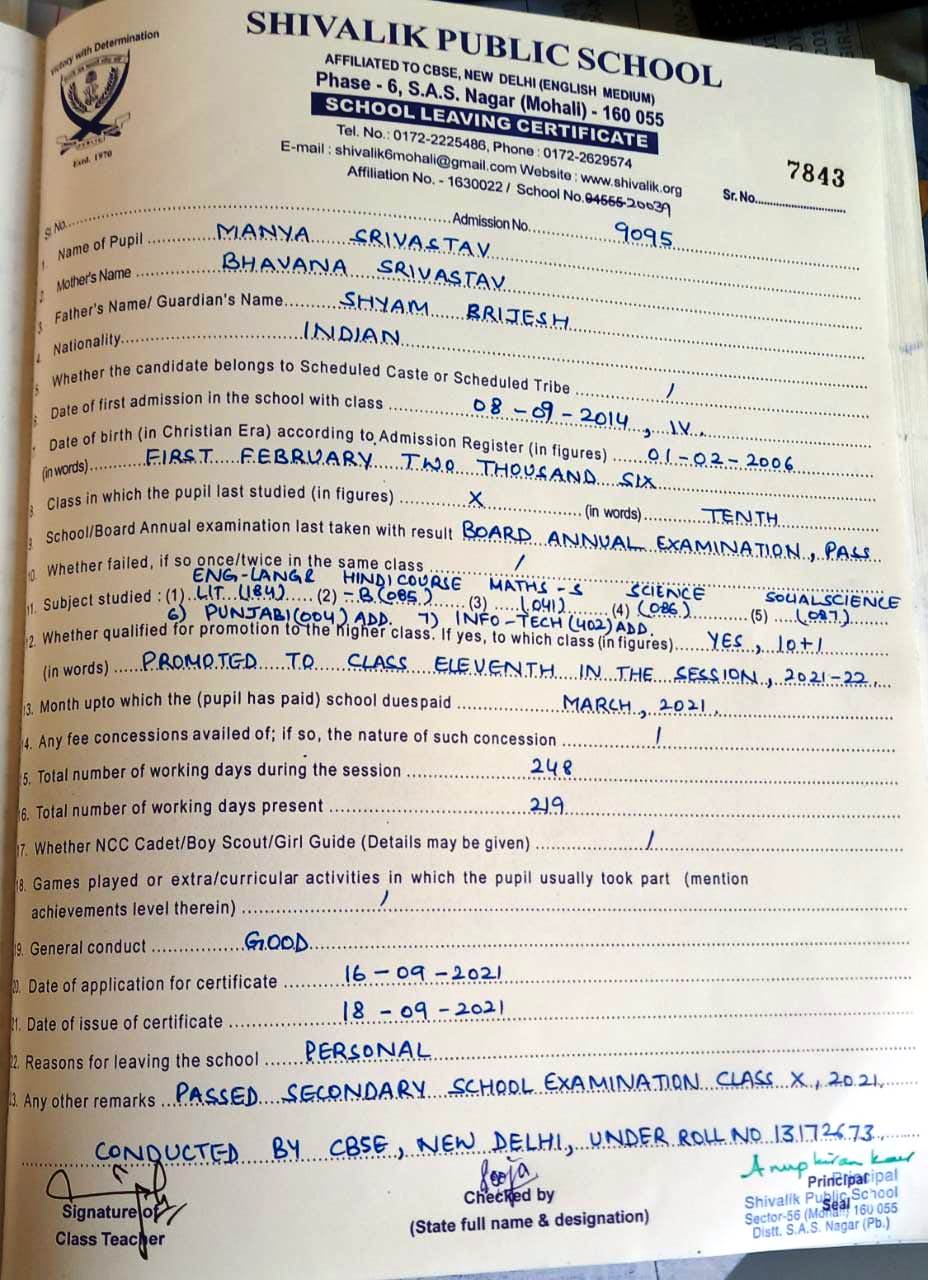 Victory with Determination
PUBLIC
Estd. 1970
SHIVALIK PUBLIC SCHOOL
AFFILIATED TO CBSE, NEW DELHI (ENGLISH MEDIUM)
Phase - 6, S.A.S. Nagar (Mohali) - 160 055
SCHOOL LEAVING CERTIFICATE
Tel. No.: 0172-2225486, Phone : 0172-2629574
E-mail : shivalik6mohali@gmail.com Website : www.shivalik.org
Affiliation No. - 1630022 / School No. 04555 20039
Sr. No. 7843
Sl. No. Admission No. 9095
1. Name of Pupil MANYA SRIVASTAV
2. Mother's Name BHAVANA SRIVASTAV
3. Father's Name/ Guardian's Name SHYAM BRIJESH
4. Nationality INDIAN
5. Whether the candidate belongs to Scheduled Caste or Scheduled Tribe /
6. Date of first admission in the school with class 08-09-2014, IV.
7. Date of birth (in Christian Era) according to Admission Register (in figures) 01-02-2006
(in words) FIRST FEBRUARY TWO THOUSAND SIX
8. Class in which the pupil last studied (in figures) X (in words) TENTH
9. School/Board Annual examination last taken with result BOARD ANNUAL EXAMINATION, PASS
10. Whether failed, if so once/twice in the same class /
ENG-LANG& HINDI COURSE MATHS-S SCIENCE SOCIAL SCIENCE
11. Subject studied : (1) LIT (184) (2) -B (085) (3) (041) (4) (086) (5) (087)
6) PUNJABI (004) ADD. 7) INFO-TECH (402) ADD.
12. Whether qualified for promotion to the higher class. If yes, to which class (in figures) YES, 10+1
(in words) PROMOTED TO CLASS ELEVENTH IN THE SESSION, 2021-22.
13. Month upto which the (pupil has paid) school duespaid MARCH, 2021.
14. Any fee concessions availed of; if so, the nature of such concession /
15. Total number of working days during the session 248
16. Total number of working days present 219
17. Whether NCC Cadet/Boy Scout/Girl Guide (Details may be given) /
18. Games played or extra/curricular activities in which the pupil usually took part (mention
achievements level therein) /
19. General conduct GOOD
20. Date of application for certificate 16-09-2021
21. Date of issue of certificate 18-09-2021
22. Reasons for leaving the school PERSONAL
23. Any other remarks PASSED SECONDARY SCHOOL EXAMINATION CLASS X, 2021,
CONDUCTED BY CBSE, NEW DELHI, UNDER ROLL NO 13172673.
Signature of
Class Teacher
Pooja
Checked by
(State full name & designation)
Anupkiran Kaur
Principal
Seal
Principal
Shivalik Public School
Sector-56 (Mohali) 160 055
Distt. S.A.S. Nagar (Pb.)